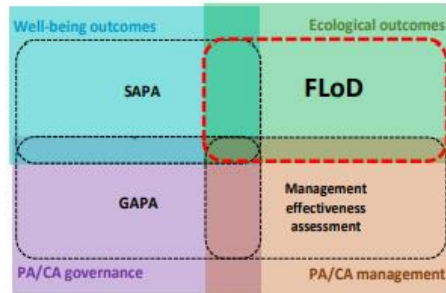 Well-being outcomes
Ecological outcomes
SAPA
FLoD
GAPA
Management
effectiveness
assessment
PA/CA governance
PA/CA management